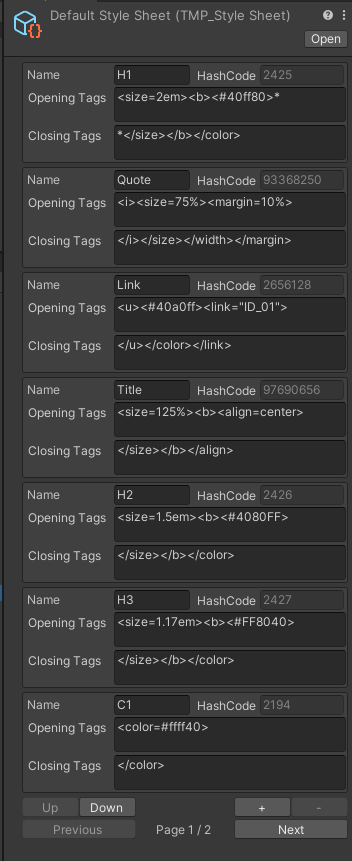 Default Style Sheet (TMP_Style Sheet)
Open
Name H1 HashCode 2425
Opening Tags <size=2em><b><#40ff80>*
Closing Tags *</size></b></color>
Name Quote HashCode 93368250
Opening Tags <i><size=75%><margin=10%>
Closing Tags </i></size></width></margin>
Name Link HashCode 2656128
Opening Tags <u><#40a0ff><link="ID_01">
Closing Tags </u></color></link>
Name Title HashCode 97690656
Opening Tags <size=125%><b><align=center>
Closing Tags </size></b></align>
Name H2 HashCode 2426
Opening Tags <size=1.5em><b><#4080FF>
Closing Tags </size></b></color>
Name H3 HashCode 2427
Opening Tags <size=1.17em><b><#FF8040>
Closing Tags </size></b></color>
Name C1 HashCode 2194
Opening Tags <color=#ffff40>
Closing Tags </color>
Up Down + -
Previous Page 1 / 2 Next